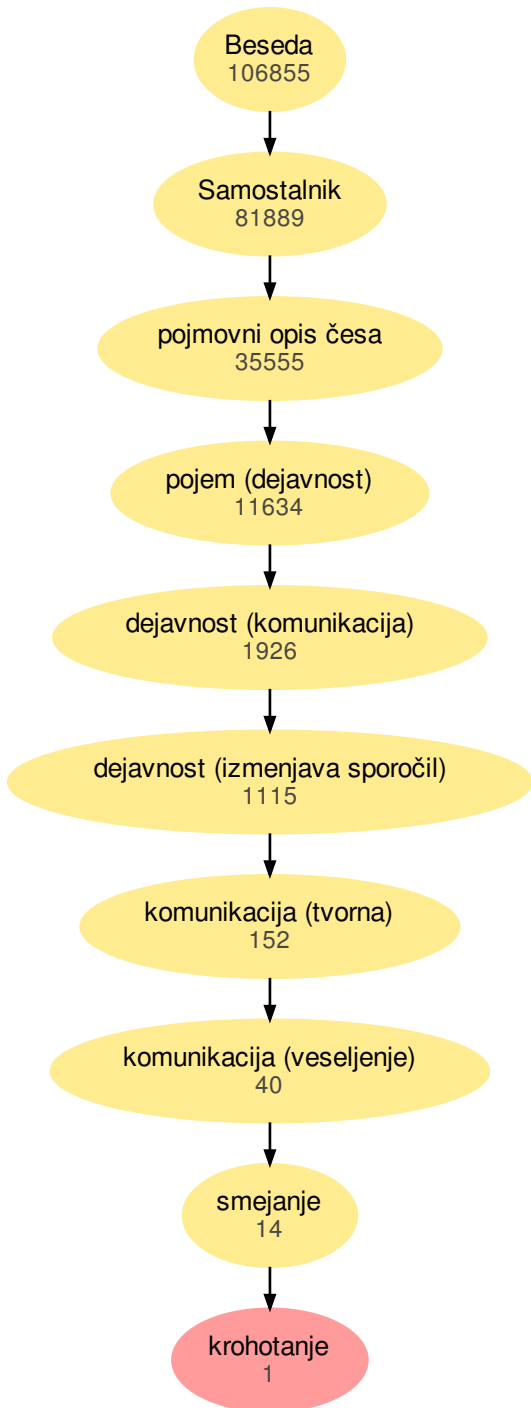 Beseda
106855
Samostalnik
81889
pojmovni opis česa
35555
pojem (dejavnost)
11634
dejavnost (komunikacija)
1926
dejavnost (izmenjava sporočil)
1115
komunikacija (tvorna)
152
komunikacija (veseljenje)
40
smejanje
14
krohotanje
1